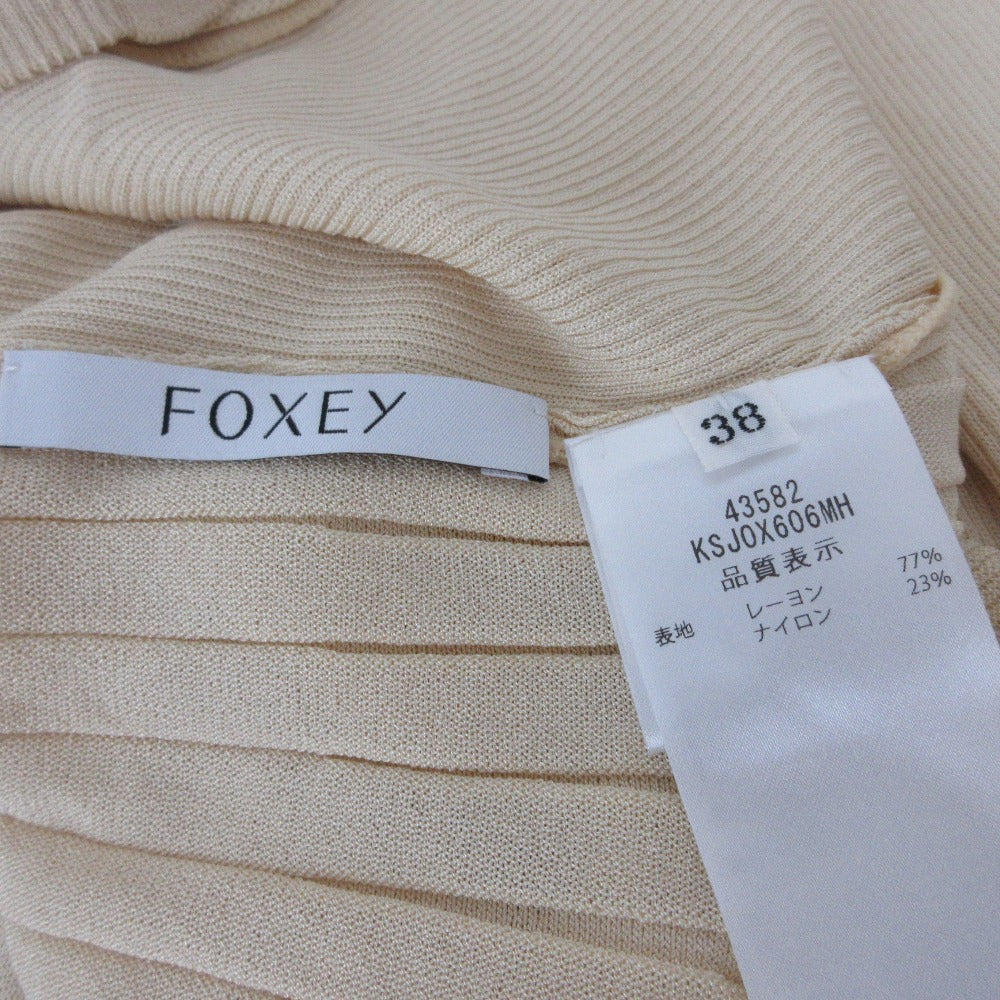 FOXEY
38
43582
KSJ0X606MH
品質表示
表地 レーヨン 77%
ナイロン 23%